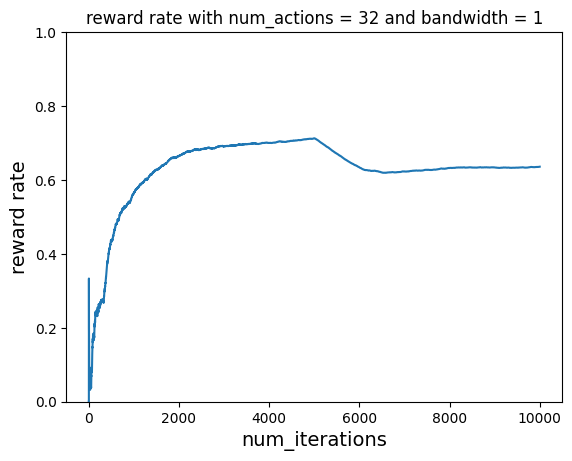 reward rate with num_actions = 32 and bandwidth = 1
1.0
0.8
0.6
0.4
0.2
0.0
reward rate
0 2000 4000 6000 8000 10000
num_iterations